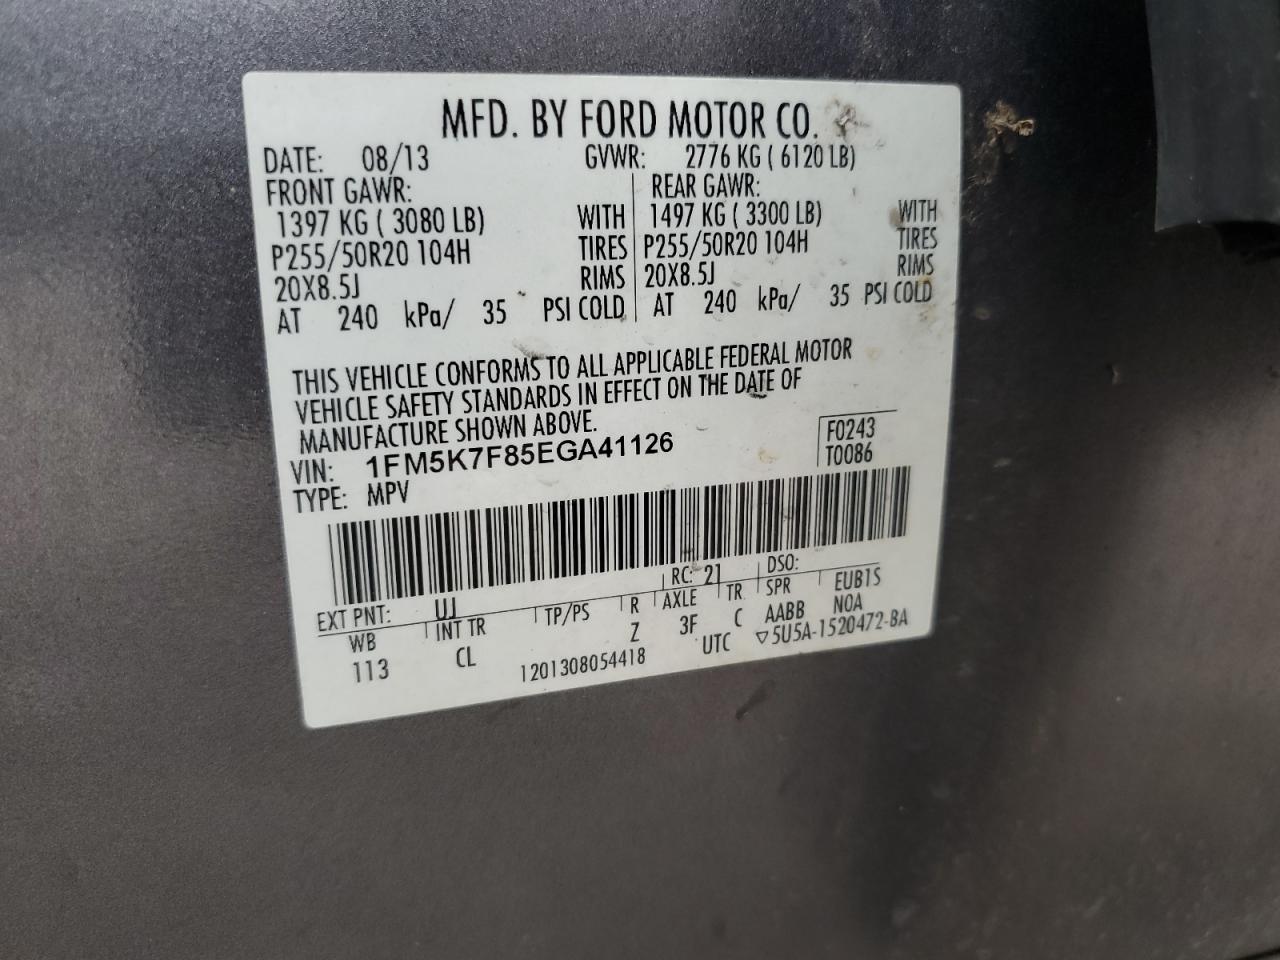 MFD. BY FORD MOTOR CO.
DATE: 08/13 GVWR: 2776 KG ( 6120 LB)
FRONT GAWR: REAR GAWR:
1397 KG ( 3080 LB) WITH 1497 KG ( 3300 LB) WITH
P255/50R20 104H TIRES P255/50R20 104H TIRES
20X8.5J RIMS 20X8.5J RIMS
AT 240 kPa/ 35 PSI COLD AT 240 kPa/ 35 PSI COLD
THIS VEHICLE CONFORMS TO ALL APPLICABLE FEDERAL MOTOR
VEHICLE SAFETY STANDARDS IN EFFECT ON THE DATE OF
MANUFACTURE SHOWN ABOVE.
VIN: 1FM5K7F85EGA41126 F0243
TYPE: MPV T0086
EXT PNT: UJ RC: 21 DSO:
WB INT TR TP/PS R AXLE TR SPR EUB1S
113 CL Z 3F C AABB NOA
1201308054418 UTC ▽5U5A-1520472-BA